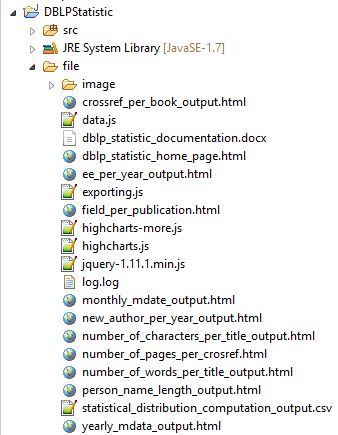 DBLPStatistic
src
JRE System Library [JavaSE-1.7]
file
image
crossref_per_book_output.html
data.js
dblp_statistic_documentation.docx
dblp_statistic_home_page.html
ee_per_year_output.html
exporting.js
field_per_publication.html
highcharts-more.js
highcharts.js
jquery-1.11.1.min.js
log.log
monthly_mdate_output.html
new_author_per_year_output.html
number_of_characters_per_title_output.html
number_of_pages_per_crosref.html
number_of_words_per_title_output.html
person_name_length_output.html
statistical_distribution_computation_output.csv
yearly_mdata_output.html